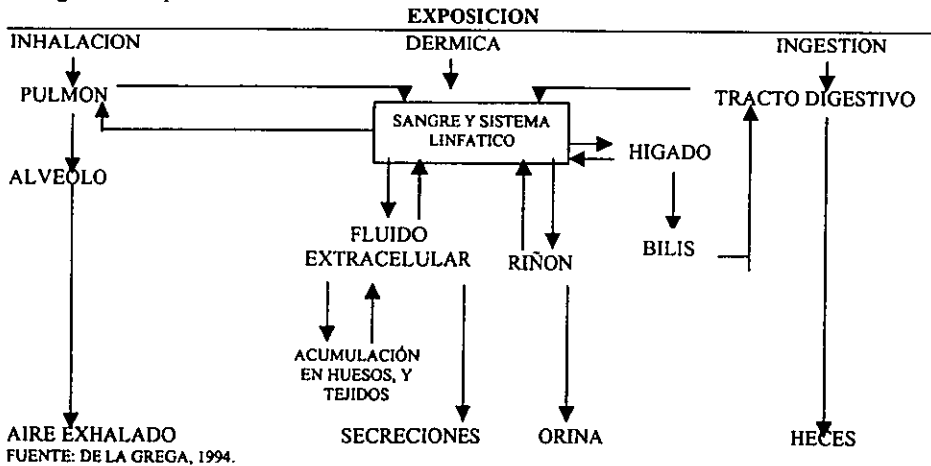 EXPOSICION
INHALACION DERMICA INGESTION
PULMON TRACTO DIGESTIVO
SANGRE Y SISTEMA
LINFATICO
HIGADO
ALVEOLO
FLUIDO
EXTRACELULAR
RIÑON
BILIS
ACUMULACIÓN
EN HUESOS, Y
TEJIDOS
AIRE EXHALADO SECRECIONES ORINA HECES
FUENTE: DE LA GREGA, 1994.